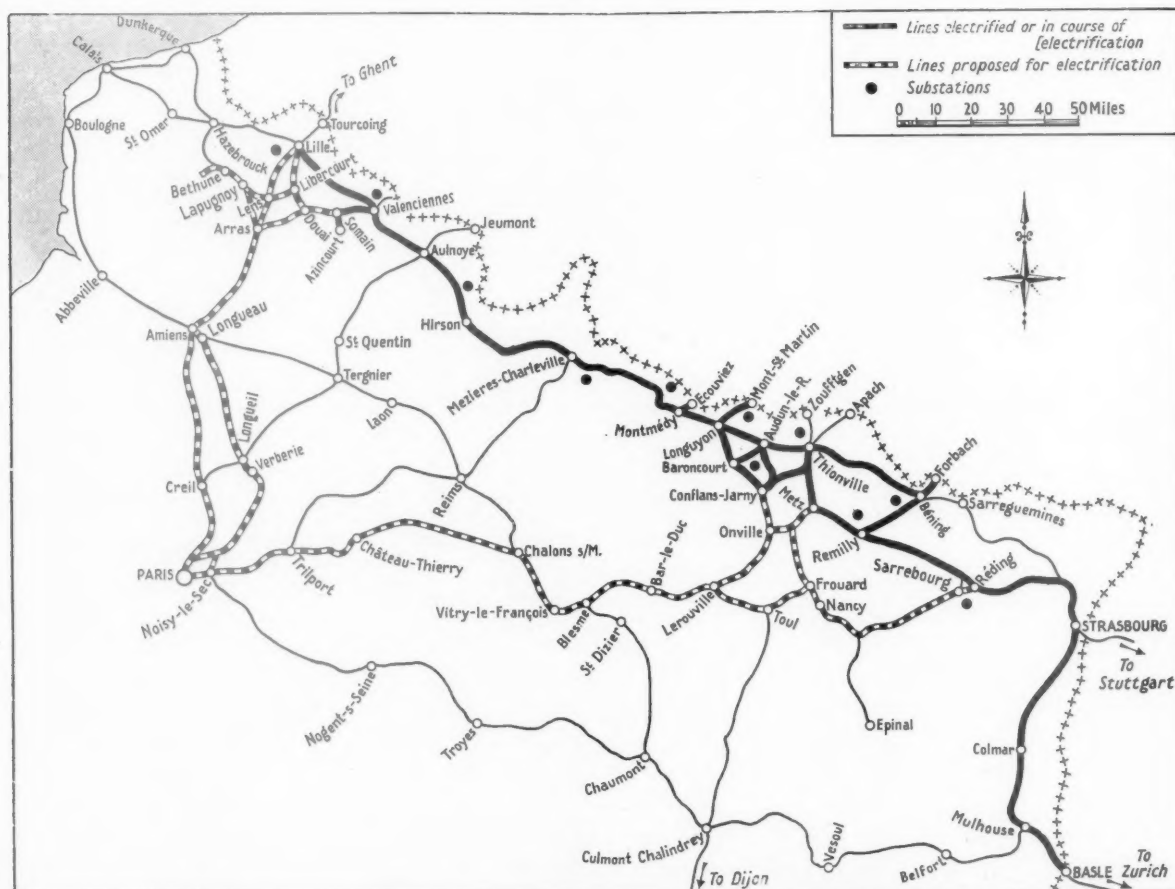 Lines electrified or in course of
[electrification
Lines proposed for electrification
Substations
0 10 20 30 40 50 Miles
Dunkerque
Calais
To Ghent
Boulogne
St Omer
Hazebrouck
Tourcoing
Lille
Bethune
Lapugnoy
Lens
Libercourt
Valenciennes
Arras
Douai
Somain
Azincourt
Jeumont
Aulnoye
Abbeville
Hirson
Amiens
Longueau
St Quentin
Mezieres-Charleville
Tergnier
Laon
Ecouviez
Mont-St Martin
Montmédy
Longuyon
Audun-le-R.
Zoufftgen
Apach
Longueil
Verberie
Baroncourt
Thionville
Forbach
Creil
Reims
Conflans-Jarny
Metz
Béning
Sarreguemines
Onville
Remilly
Chalons s/M.
Bar-le-Duc
Château-Thierry
Trilport
PARIS
Noisy-le-Sec
Sarrebourg
Réding
Frouard
Nancy
Vitry-le-François
Blesme
Lerouville
Toul
St Dizier
STRASBOURG
To
Stuttgart
Nogent-s-Seine
Troyes
Epinal
Colmar
Chaumont
Culmont Chalindrey
Vesoul
Belfort
Mulhouse
To Dijon
BASLE
To
Zurich